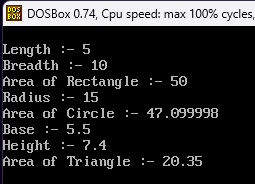 DOSBox 0.74, Cpu speed: max 100% cycles,
Length :- 5
Breadth :- 10
Area of Rectangle :- 50
Radius :- 15
Area of Circle :- 47.099998
Base :- 5.5
Height :- 7.4
Area of Triangle :- 20.35